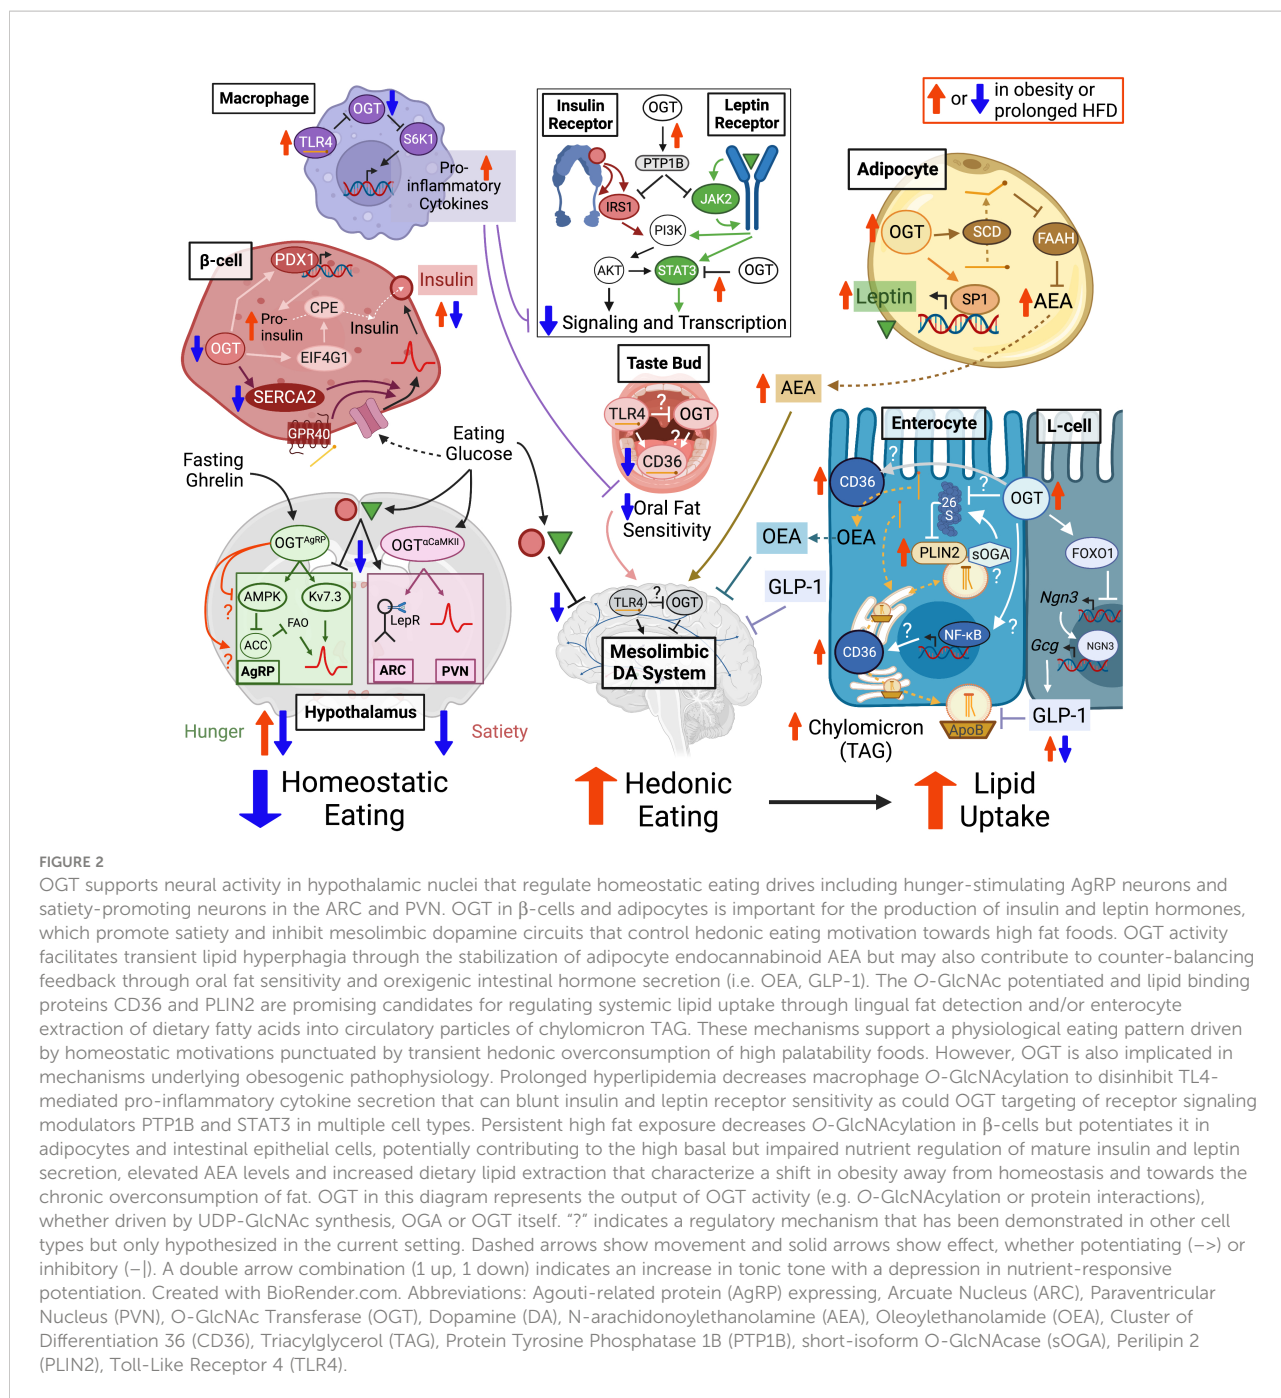 Macrophage
OGT
TLR4
S6K1
Pro-
inflammatory
Cytokines
Insulin
Receptor
OGT
Leptin
Receptor
PTP1B
IRS1
JAK2
PI3K
AKT
STAT3
OGT
Signaling and Transcription
or
in obesity or
prolonged HFD
Adipocyte
OGT
SCD
FAAH
Leptin
SP1
AEA
β-cell
PDX1
Insulin
CPE
Pro-
insulin
Insulin
OGT
EIF4G1
SERCA2
GPR40
Taste Bud
TLR4
?
OGT
?
CD36
Oral Fat
Sensitivity
AEA
Eating
Glucose
Fasting
Ghrelin
OGT^AgRP
OGT^αCaMKII
AMPK
Kv7.3
?
ACC
FAO
?
AgRP
LepR
ARC
PVN
Hypothalamus
Hunger
Satiety
OEA
GLP-1
TLR4
?
OGT
Mesolimbic
DA System
Enterocyte
L-cell
CD36
?
26
S
OGT
OEA
PLIN2
sOGA
?
FOXO1
Ngn3
?
NF-κB
?
CD36
Gcg
NGN3
GLP-1
ApoB
Chylomicron
(TAG)
Homeostatic
Eating
Hedonic
Eating
Lipid
Uptake
FIGURE 2
OGT supports neural activity in hypothalamic nuclei that regulate homeostatic eating drives including hunger-stimulating AgRP neurons and
satiety-promoting neurons in the ARC and PVN. OGT in β-cells and adipocytes is important for the production of insulin and leptin hormones,
which promote satiety and inhibit mesolimbic dopamine circuits that control hedonic eating motivation towards high fat foods. OGT activity
facilitates transient lipid hyperphagia through the stabilization of adipocyte endocannabinoid AEA but may also contribute to counter-balancing
feedback through oral fat sensitivity and orexigenic intestinal hormone secretion (i.e. OEA, GLP-1). The O-GlcNAc potentiated and lipid binding
proteins CD36 and PLIN2 are promising candidates for regulating systemic lipid uptake through lingual fat detection and/or enterocyte
extraction of dietary fatty acids into circulatory particles of chylomicron TAG. These mechanisms support a physiological eating pattern driven
by homeostatic motivations punctuated by transient hedonic overconsumption of high palatability foods. However, OGT is also implicated in
mechanisms underlying obesogenic pathophysiology. Prolonged hyperlipidemia decreases macrophage O-GlcNAcylation to disinhibit TL4-
mediated pro-inflammatory cytokine secretion that can blunt insulin and leptin receptor sensitivity as could OGT targeting of receptor signaling
modulators PTP1B and STAT3 in multiple cell types. Persistent high fat exposure decreases O-GlcNAcylation in β-cells but potentiates it in
adipocytes and intestinal epithelial cells, potentially contributing to the high basal but impaired nutrient regulation of mature insulin and leptin
secretion, elevated AEA levels and increased dietary lipid extraction that characterize a shift in obesity away from homeostasis and towards the
chronic overconsumption of fat. OGT in this diagram represents the output of OGT activity (e.g. O-GlcNAcylation or protein interactions),
whether driven by UDP-GlcNAc synthesis, OGA or OGT itself. “?” indicates a regulatory mechanism that has been demonstrated in other cell
types but only hypothesized in the current setting. Dashed arrows show movement and solid arrows show effect, whether potentiating (–>) or
inhibitory (–|). A double arrow combination (1 up, 1 down) indicates an increase in tonic tone with a depression in nutrient-responsive
potentiation. Created with BioRender.com. Abbreviations: Agouti-related protein (AgRP) expressing, Arcuate Nucleus (ARC), Paraventricular
Nucleus (PVN), O-GlcNAc Transferase (OGT), Dopamine (DA), N-arachidonoylethanolamine (AEA), Oleoylethanolamide (OEA), Cluster of
Differentiation 36 (CD36), Triacylglycerol (TAG), Protein Tyrosine Phosphatase 1B (PTP1B), short-isoform O-GlcNAcase (sOGA), Perilipin 2
(PLIN2), Toll-Like Receptor 4 (TLR4).